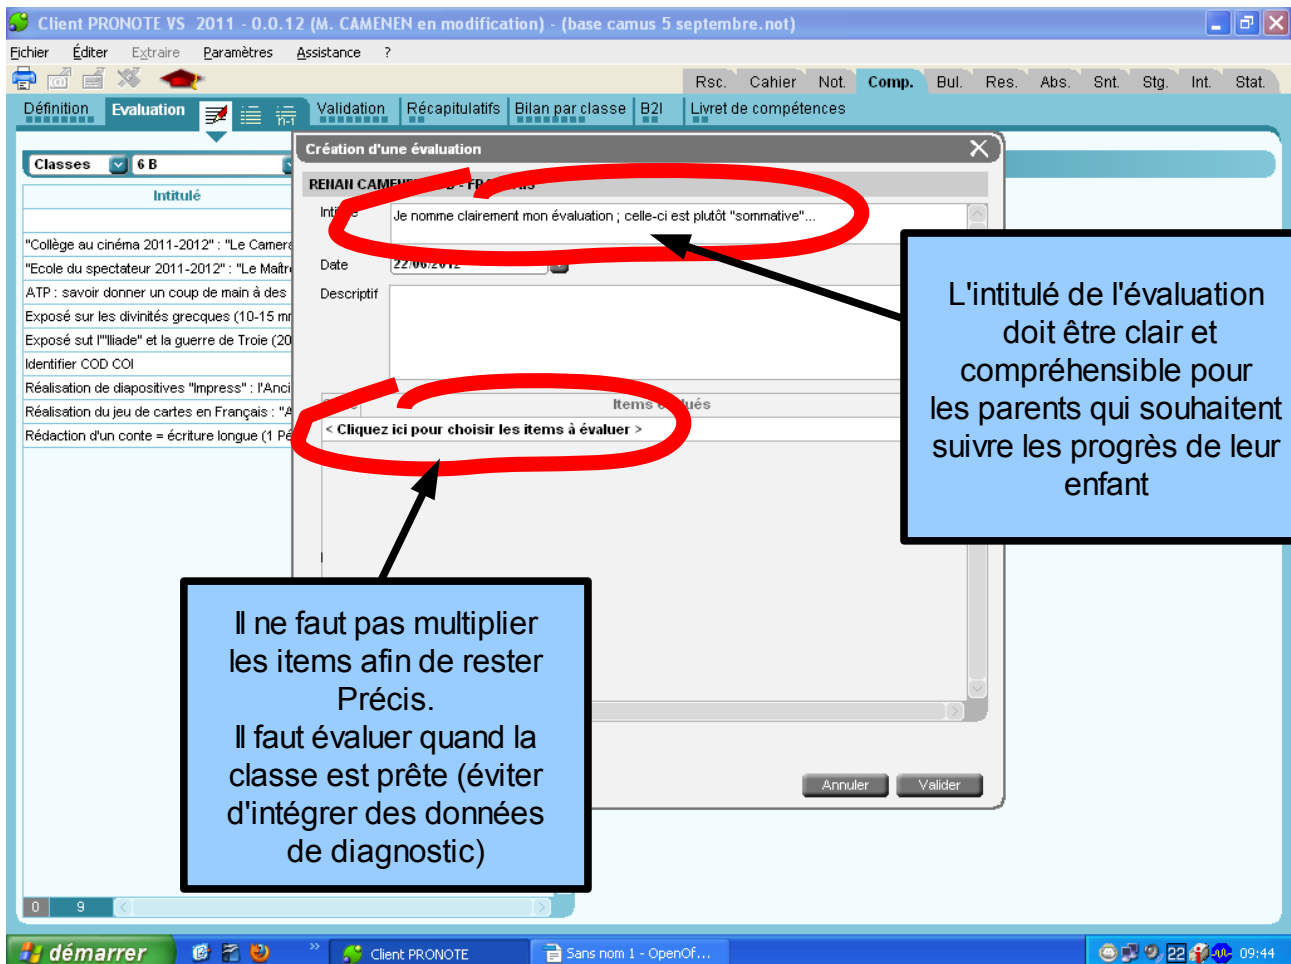 Client PRONOTE VS 2011 - 0.0.12 (M. CAMENEN en modification) - (base camus 5 septembre.not)
Fichier Éditer Extraire Paramètres Assistance ?
Rsc. Cahier Not. Comp. Bul. Res. Abs. Snt. Stg. Int. Stat.
Définition Evaluation n-1 Validation Récapitulatifs Bilan par classe B2I Livret de compétences
Classes 6 B
Intitulé
"Collège au cinéma 2011-2012" : "Le Camera
"Ecole du spectateur 2011-2012" : "Le Maîtr
ATP : savoir donner un coup de main à des
Exposé sur les divinités grecques (10-15 m
Exposé sut l'"Iliade" et la guerre de Troie (20
Identifier COD COI
Réalisation de diapositives "Impress" : l'Anci
Réalisation du jeu de cartes en Français : "A
Rédaction d'un conte = écriture longue (1 Pé
0 9
Création d'une évaluation
RENAN
Je nomme clairement mon évaluation ; celle-ci est plutôt "sommative"...
Date 22/06/2012
Descriptif
Items
< Cliquez ici pour choisir les items à évaluer >
Annuler Valider
L'intitulé de l'évaluation
doit être clair et
compréhensible pour
les parents qui souhaitent
suivre les progrès de leur
enfant
Il ne faut pas multiplier
les items afin de rester
Précis.
Il faut évaluer quand la
classe est prête (éviter
d'intégrer des données
de diagnostic)
démarrer Client PRONOTE Sans nom 1 - OpenOf... 22 09:44